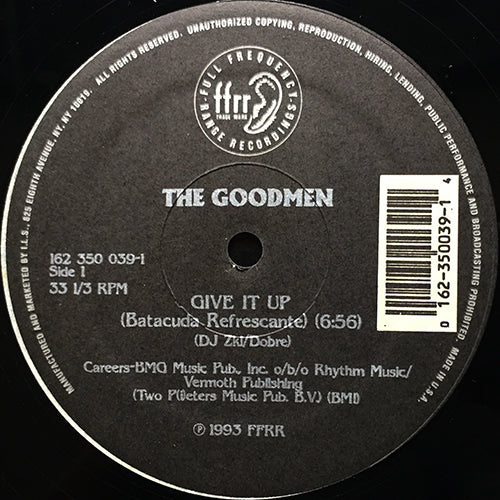 MANUFACTURED AND MARKETED BY I.L.S., 825 EIGHTH AVENUE, NY, NY 10019. ALL RIGHTS RESERVED. UNAUTHORIZED COPYING, REPRODUCTION, HIRING, LENDING, PUBLIC PERFORMANCE AND BROADCASTING PROHIBITED. MADE IN U.S.A.
FULL FREQUENCY
ffrr
TRADE MARK
RANGE RECORDINGS
THE GOODMEN
162 350 039-1
Side 1
33 1/3 RPM
0 162-350039-1 4
GIVE IT UP
(Batacuda Refrescante) (6:56)
(DJ Zki/Dobre)
Careers-BMG Music Pub., Inc. o/b/o Rhythm Music/
Vermoth Publishing
(Two P(i)eters Music Pub. B.V.) (BMI)
℗ 1993 FFRR